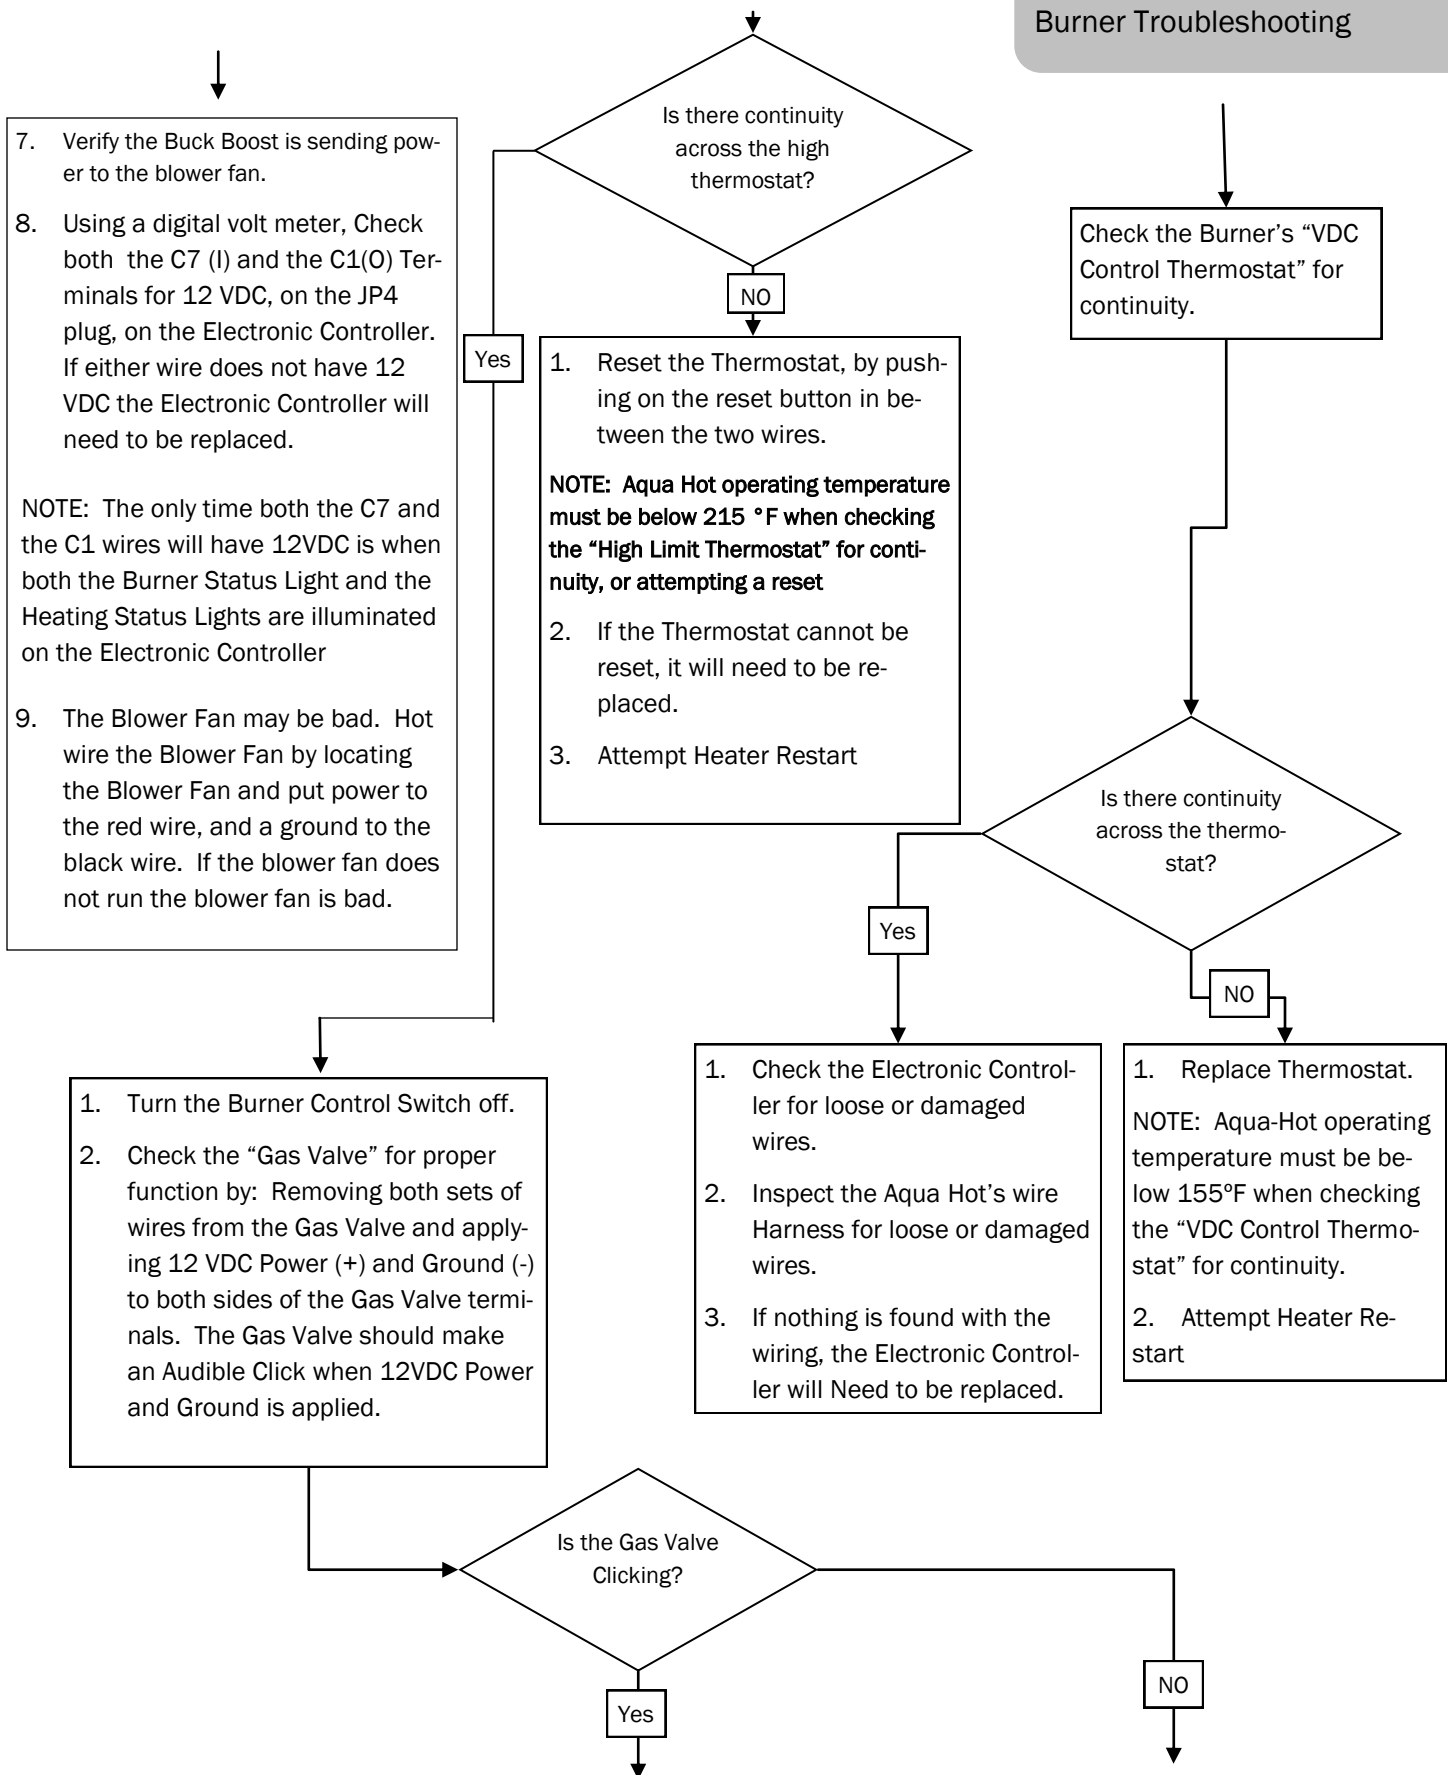 Burner Troubleshooting
7. Verify the Buck Boost is sending pow-
er to the blower fan.
8. Using a digital volt meter, Check
both  the C7 (I) and the C1(O) Ter-
minals for 12 VDC, on the JP4
plug, on the Electronic Controller.
If either wire does not have 12
VDC the Electronic Controller will
need to be replaced.
NOTE:  The only time both the C7 and
the C1 wires will have 12VDC is when
both the Burner Status Light and the
Heating Status Lights are illuminated
on the Electronic Controller
9. The Blower Fan may be bad.  Hot
wire the Blower Fan by locating
the Blower Fan and put power to
the red wire, and a ground to the
black wire.  If the blower fan does
not run the blower fan is bad.
Is there continuity
across the high
thermostat?
NO
Yes
1. Reset the Thermostat, by push-
ing on the reset button in be-
tween the two wires.
NOTE:  Aqua Hot operating temperature
must be below 215 °F when checking
the “High Limit Thermostat” for conti-
nuity, or attempting a reset
2. If the Thermostat cannot be
reset, it will need to be re-
placed.
3. Attempt Heater Restart
Check the Burner’s “VDC
Control Thermostat” for
continuity.
Is there continuity
across the thermo-
stat?
Yes
NO
1. Check the Electronic Control-
ler for loose or damaged
wires.
2. Inspect the Aqua Hot’s wire
Harness for loose or damaged
wires.
3. If nothing is found with the
wiring, the Electronic Control-
ler will Need to be replaced.
1. Replace Thermostat.
NOTE:  Aqua-Hot operating
temperature must be be-
low 155ºF when checking
the “VDC Control Thermo-
stat” for continuity.
2. Attempt Heater Re-
start
1. Turn the Burner Control Switch off.
2. Check the “Gas Valve” for proper
function by:  Removing both sets of
wires from the Gas Valve and apply-
ing 12 VDC Power (+) and Ground (-)
to both sides of the Gas Valve termi-
nals.  The Gas Valve should make
an Audible Click when 12VDC Power
and Ground is applied.
Is the Gas Valve
Clicking?
Yes
NO